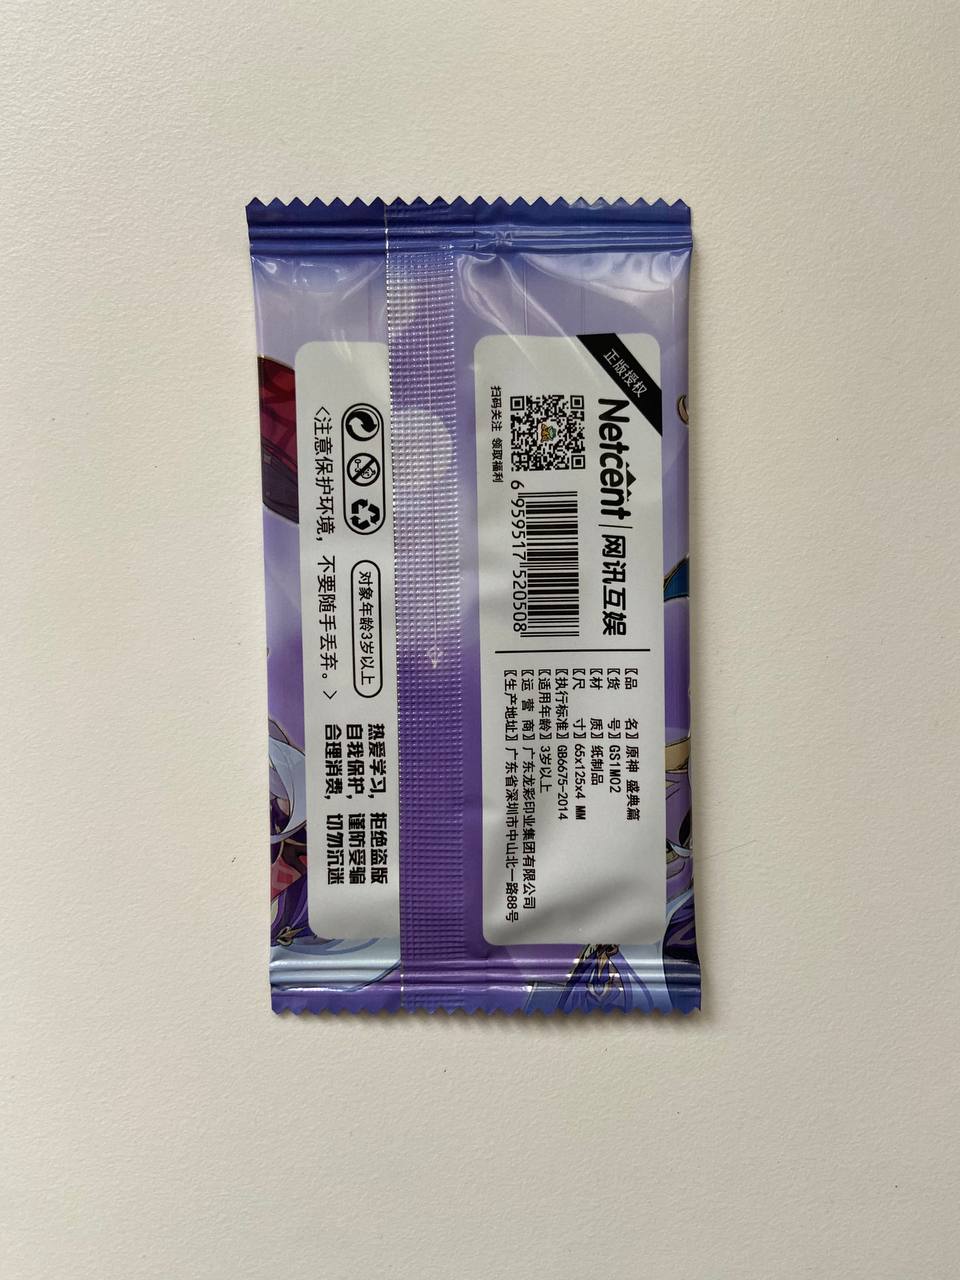 正版授权
Netcent|网讯互娱
扫码关注 领取福利
6 959517 520508
〖品 名〗原神 盛典篇
〖货 号〗GS1M02
〖材 质〗纸制品
〖尺 寸〗65x125x4 MM
〖执行标准〗GB6675-2014
〖适用年龄〗3岁以上
〖运 营 商〗广东龙彩印业集团有限公司
〖生产地址〗广东省深圳市中山北一路88号
对象年龄3岁以上
<注意保护环境，不要随手丢弃。>
热爱学习，拒绝盗版
自我保护，谨防受骗
合理消费，切勿沉迷